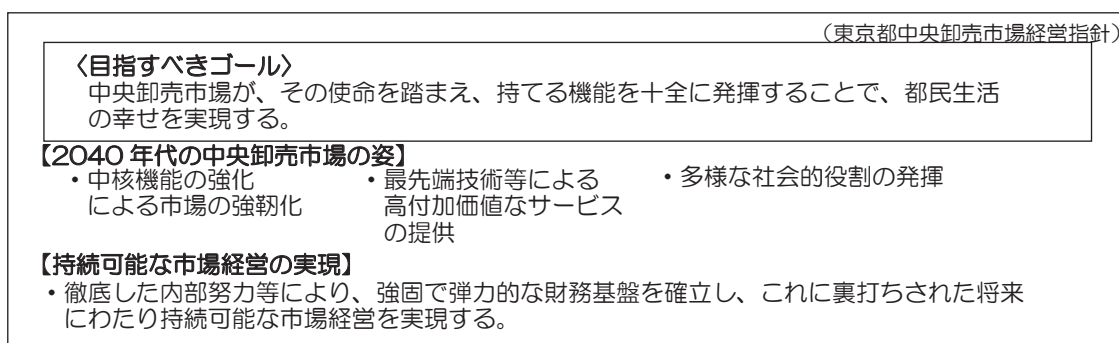 （東京都中央卸売市場経営指針）
〈目指すべきゴール〉
中央卸売市場が、その使命を踏まえ、持てる機能を十全に発揮することで、都民生活
の幸せを実現する。
【2040 年代の中央卸売市場の姿】
・中核機能の強化
による市場の強靭化
・最先端技術等による
高付加価値なサービス
の提供
・多様な社会的役割の発揮
【持続可能な市場経営の実現】
・徹底した内部努力等により、強固で弾力的な財務基盤を確立し、これに裏打ちされた将来
にわたり持続可能な市場経営を実現する。